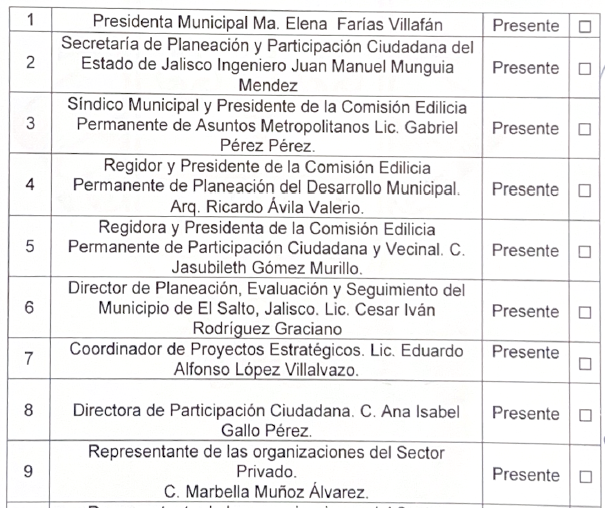 1 Presidenta Municipal Ma. Elena Farías Villafán Presente ☐
Secretaría de Planeación y Participación Ciudadana del
2 Estado de Jalisco Ingeniero Juan Manuel Munguia Presente ☐
Mendez
Síndico Municipal y Presidente de la Comisión Edilicia
3 Permanente de Asuntos Metropolitanos Lic. Gabriel Presente ☐
Pérez Pérez.
Regidor y Presidente de la Comisión Edilicia
4 Permanente de Planeación del Desarrollo Municipal. Presente ☐
Arq. Ricardo Ávila Valerio.
Regidora y Presidenta de la Comisión Edilicia
5 Permanente de Participación Ciudadana y Vecinal. C. Presente ☐
Jasubileth Gómez Murillo.
Director de Planeación, Evaluación y Seguimiento del
6 Municipio de El Salto, Jalisco. Lic. Cesar Iván Presente ☐
Rodríguez Graciano
7 Coordinador de Proyectos Estratégicos. Lic. Eduardo Presente ☐
Alfonso López Villalvazo.
8 Directora de Participación Ciudadana. C. Ana Isabel Presente ☐
Gallo Pérez.
Representante de las organizaciones del Sector
9 Privado. Presente ☐
C. Marbella Muñoz Álvarez.